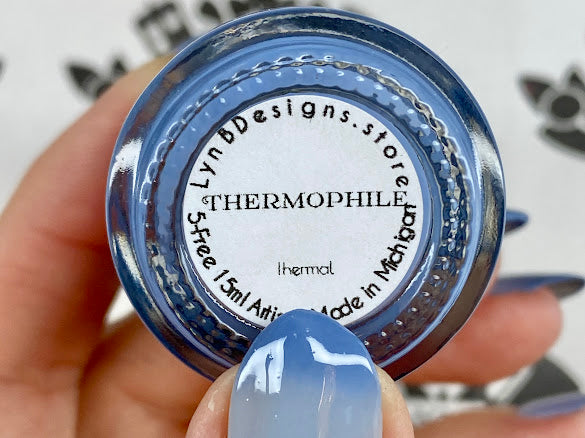 LynBDesigns.store
THERMOPHILE
Thermal
5-Free 15ml Made in Michigan